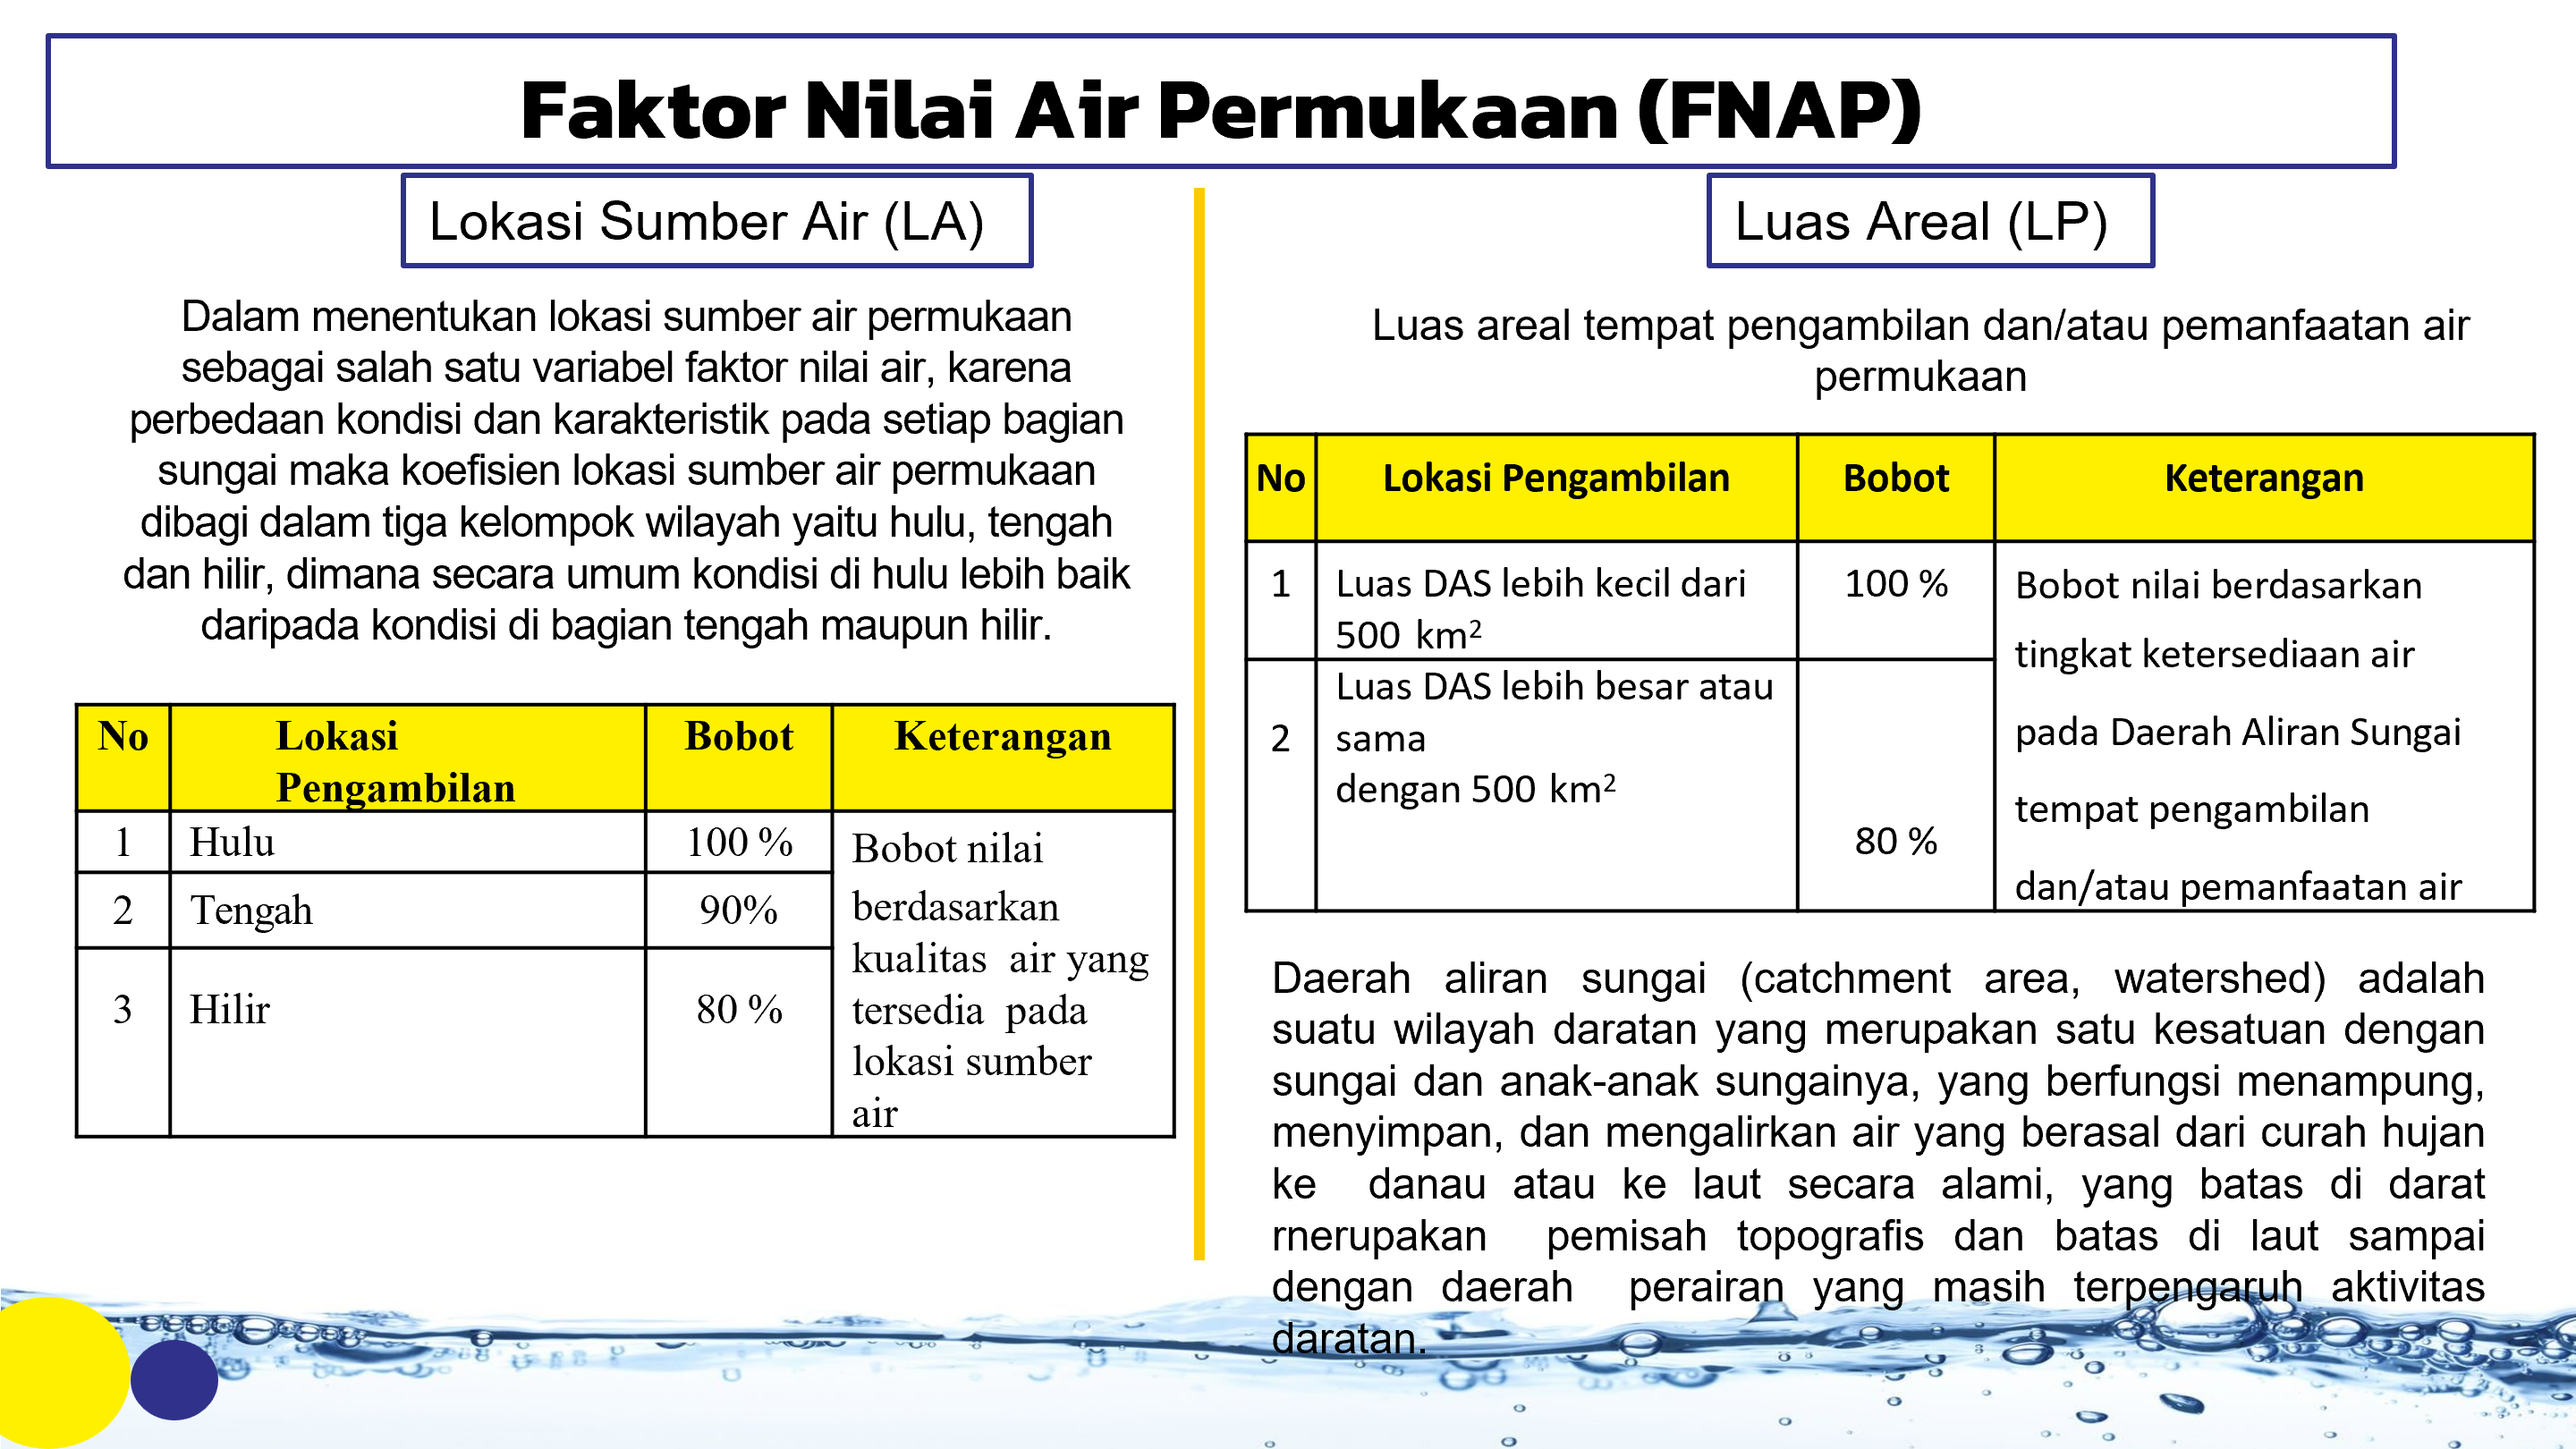 Faktor Nilai Air Permukaan (FNAP)
Lokasi Sumber Air (LA)
Dalam menentukan lokasi sumber air permukaan
sebagai salah satu variabel faktor nilai air, karena
perbedaan kondisi dan karakteristik pada setiap bagian
sungai maka koefisien lokasi sumber air permukaan
dibagi dalam tiga kelompok wilayah yaitu hulu, tengah
dan hilir, dimana secara umum kondisi di hulu lebih baik
daripada kondisi di bagian tengah maupun hilir.
No Lokasi Bobot Keterangan
Pengambilan
1 Hulu 100 % Bobot nilai
2 Tengah 90% berdasarkan
kualitas air yang
3 Hilir 80 % tersedia pada
lokasi sumber
air
Luas Areal (LP)
Luas areal tempat pengambilan dan/atau pemanfaatan air
permukaan
No Lokasi Pengambilan Bobot Keterangan
1 Luas DAS lebih kecil dari 100 % Bobot nilai berdasarkan
500 km² tingkat ketersediaan air
Luas DAS lebih besar atau
2 sama pada Daerah Aliran Sungai
dengan 500 km² tempat pengambilan
80 %
dan/atau pemanfaatan air
Daerah aliran sungai (catchment area, watershed) adalah
suatu wilayah daratan yang merupakan satu kesatuan dengan
sungai dan anak-anak sungainya, yang berfungsi menampung,
menyimpan, dan mengalirkan air yang berasal dari curah hujan
ke danau atau ke laut secara alami, yang batas di darat
rnerupakan pemisah topografis dan batas di laut sampai
dengan daerah perairan yang masih terpengaruh aktivitas
daratan.